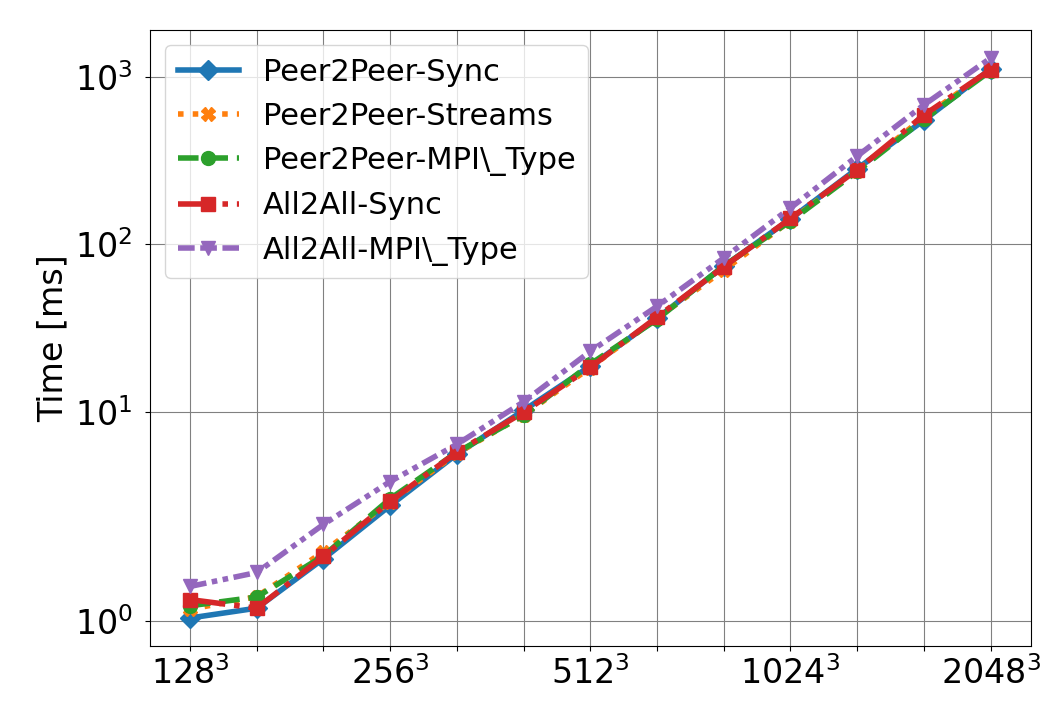 Peer2Peer-Sync
Peer2Peer-Streams
Peer2Peer-MPI\_Type
All2All-Sync
All2All-MPI\_Type
Time [ms]
10³
10²
10¹
10⁰
128³ 256³ 512³ 1024³ 2048³